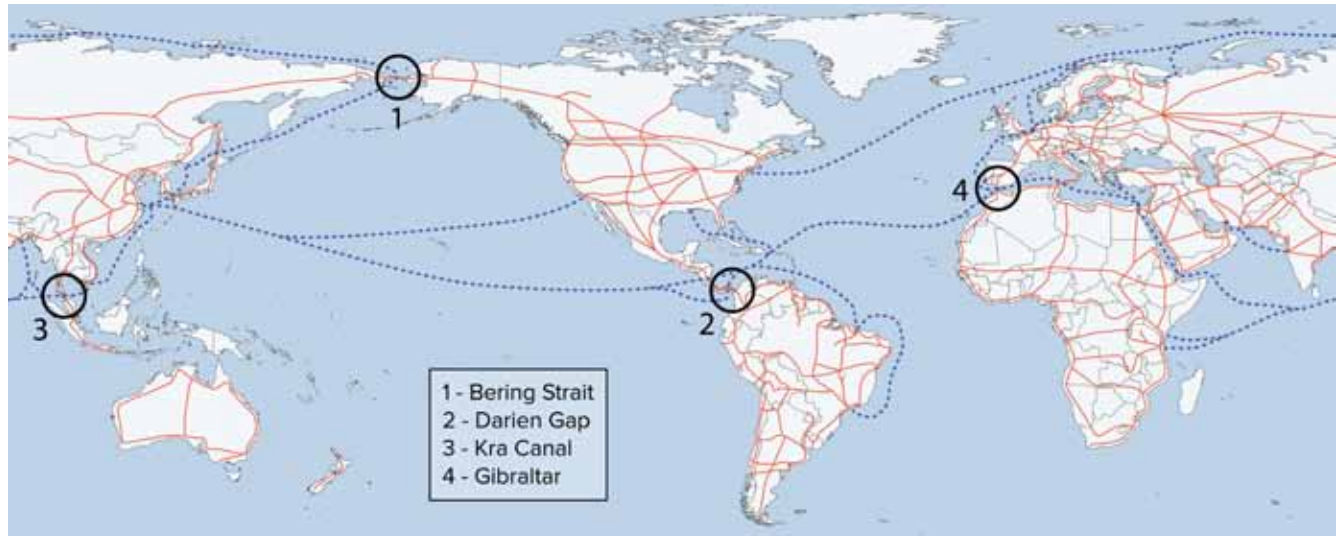 1
4
2
3
1 - Bering Strait
2 - Darien Gap
3 - Kra Canal
4 - Gibraltar